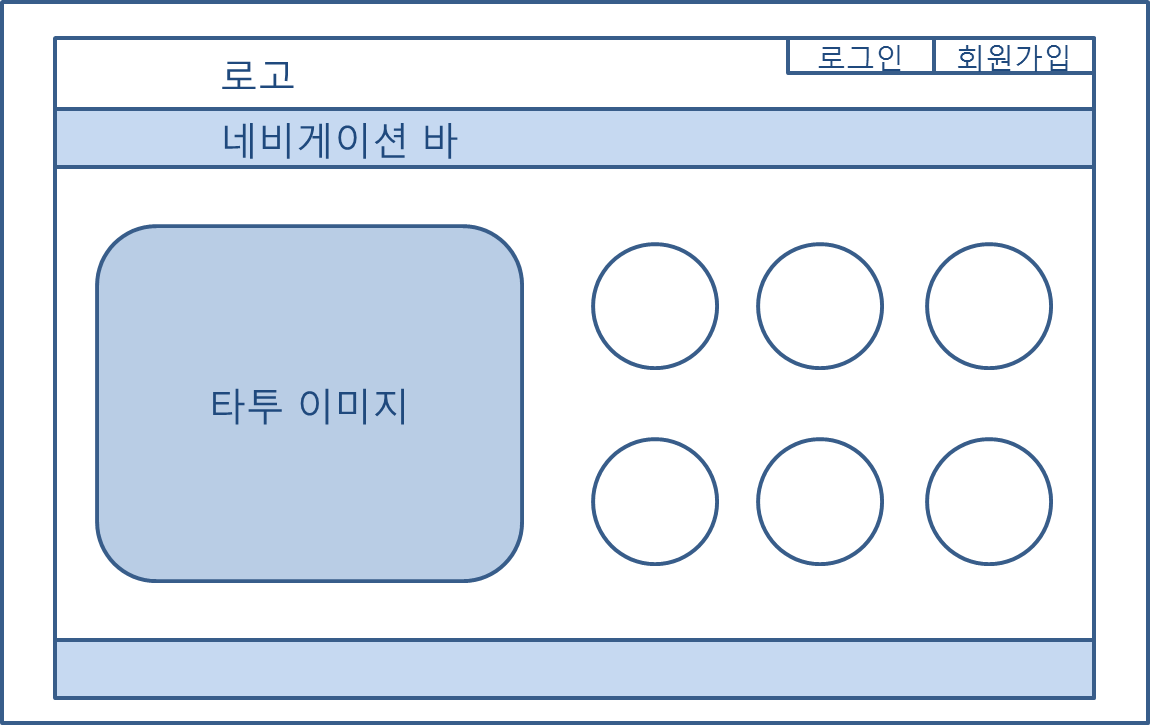 로고
로그인
회원가입
네비게이션 바
타투 이미지